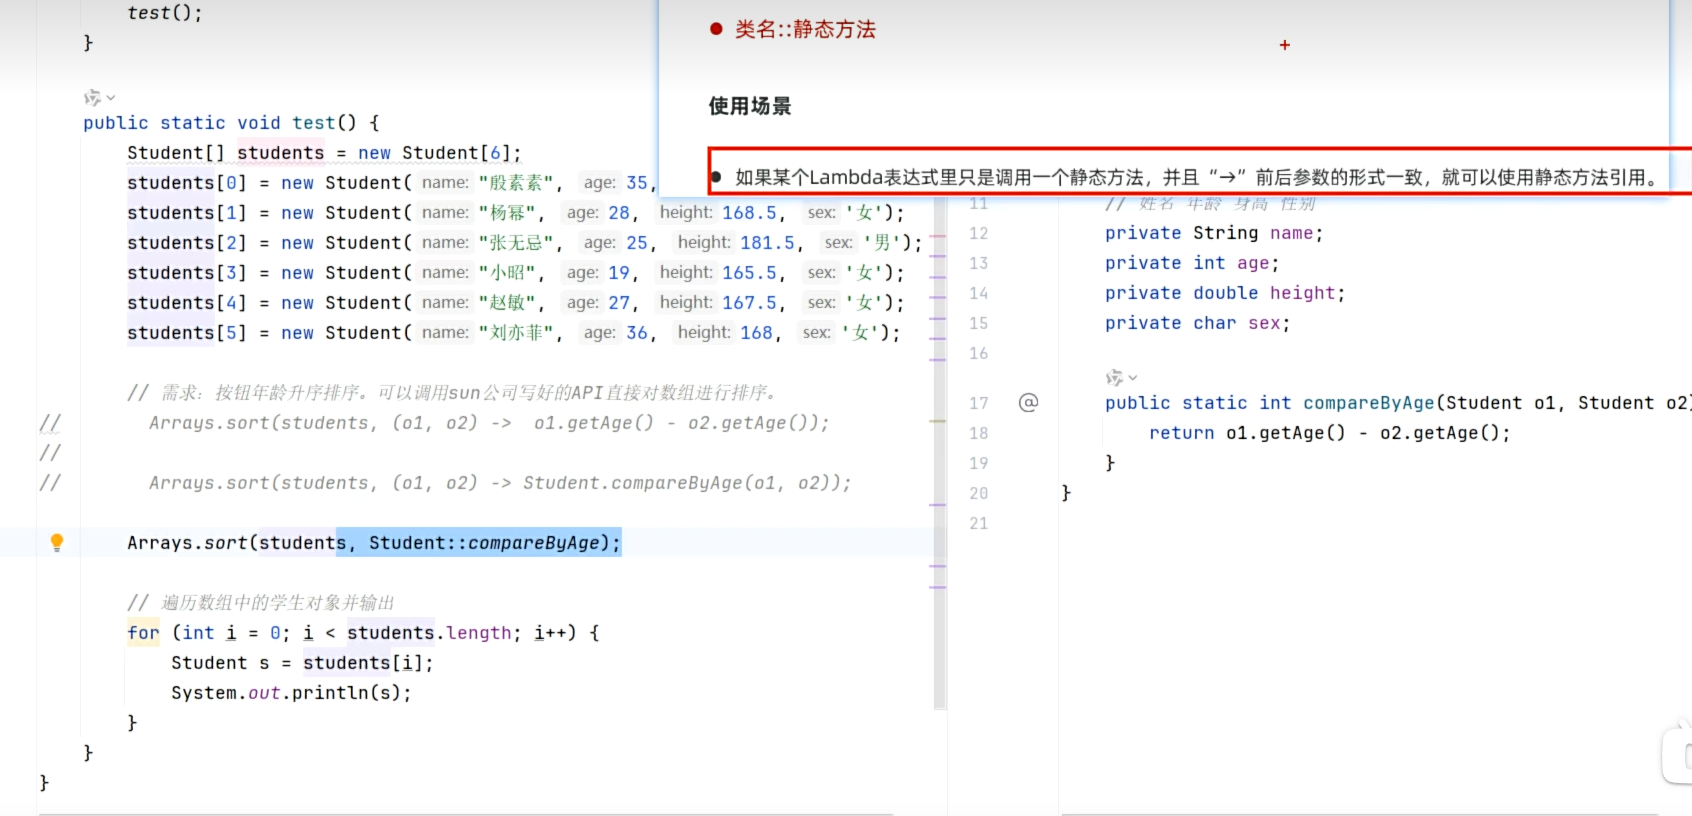 test();
}
public static void test() {
Student[] students = new Student[6];
students[0] = new Student( name: "殷素素", age: 35,
students[1] = new Student( name: "杨幂", age: 28, height: 168.5, sex: '女');
students[2] = new Student( name: "张无忌", age: 25, height: 181.5, sex: '男');
students[3] = new Student( name: "小昭", age: 19, height: 165.5, sex: '女');
students[4] = new Student( name: "赵敏", age: 27, height: 167.5, sex: '女');
students[5] = new Student( name: "刘亦菲", age: 36, height: 168, sex: '女');
// 需求：按钮年龄升序排序。可以调用sun公司写好的API直接对数组进行排序。
// Arrays.sort(students, (o1, o2) -> o1.getAge() - o2.getAge());
//
// Arrays.sort(students, (o1, o2) -> Student.compareByAge(o1, o2));
Arrays.sort(students, Student::compareByAge);
// 遍历数组中的学生对象并输出
for (int i = 0; i < students.length; i++) {
Student s = students[i];
System.out.println(s);
}
}
}
● 类名::静态方法
使用场景
● 如果某个Lambda表达式里只是调用一个静态方法，并且“→”前后参数的形式一致，就可以使用静态方法引用。
11 // 姓名 年龄 身高 性别
12 private String name;
13 private int age;
14 private double height;
15 private char sex;
16
17 @ public static int compareByAge(Student o1, Student o2)
18 return o1.getAge() - o2.getAge();
19 }
20 }
21